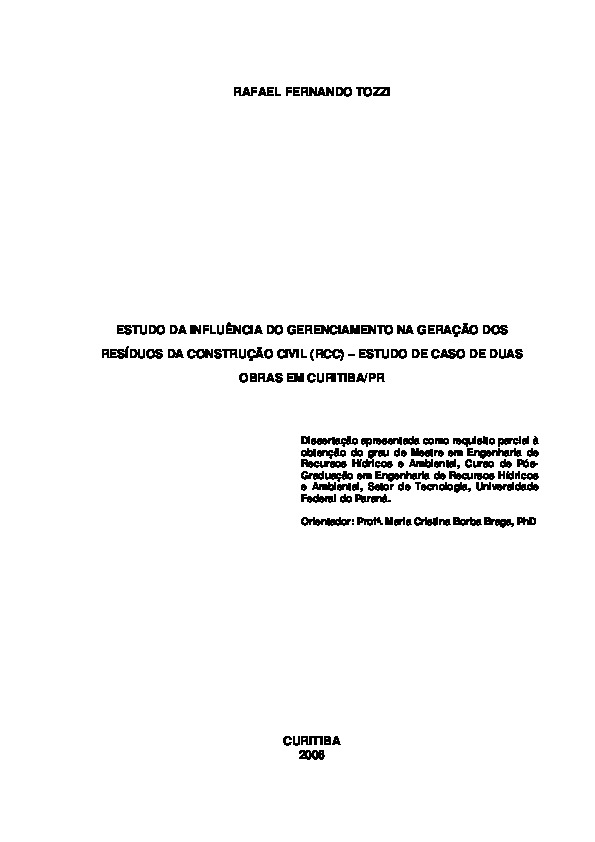 RAFAEL FERNANDO TOZZI
ESTUDO DA INFLUÊNCIA DO GERENCIAMENTO NA GERAÇÃO DOS
RESÍDUOS DA CONSTRUÇÃO CIVIL (RCC) – ESTUDO DE CASO DE DUAS
OBRAS EM CURITIBA/PR
Dissertação apresentada como requisito parcial à
obtenção do grau de Mestre em Engenharia de
Recursos Hídricos e Ambiental, Curso de Pós-
Graduação em Engenharia de Recursos Hídricos
e Ambiental, Setor de Tecnologia, Universidade
Federal do Paraná.
Orientador: Profª. Maria Cristina Borba Braga, PhD
CURITIBA
2006